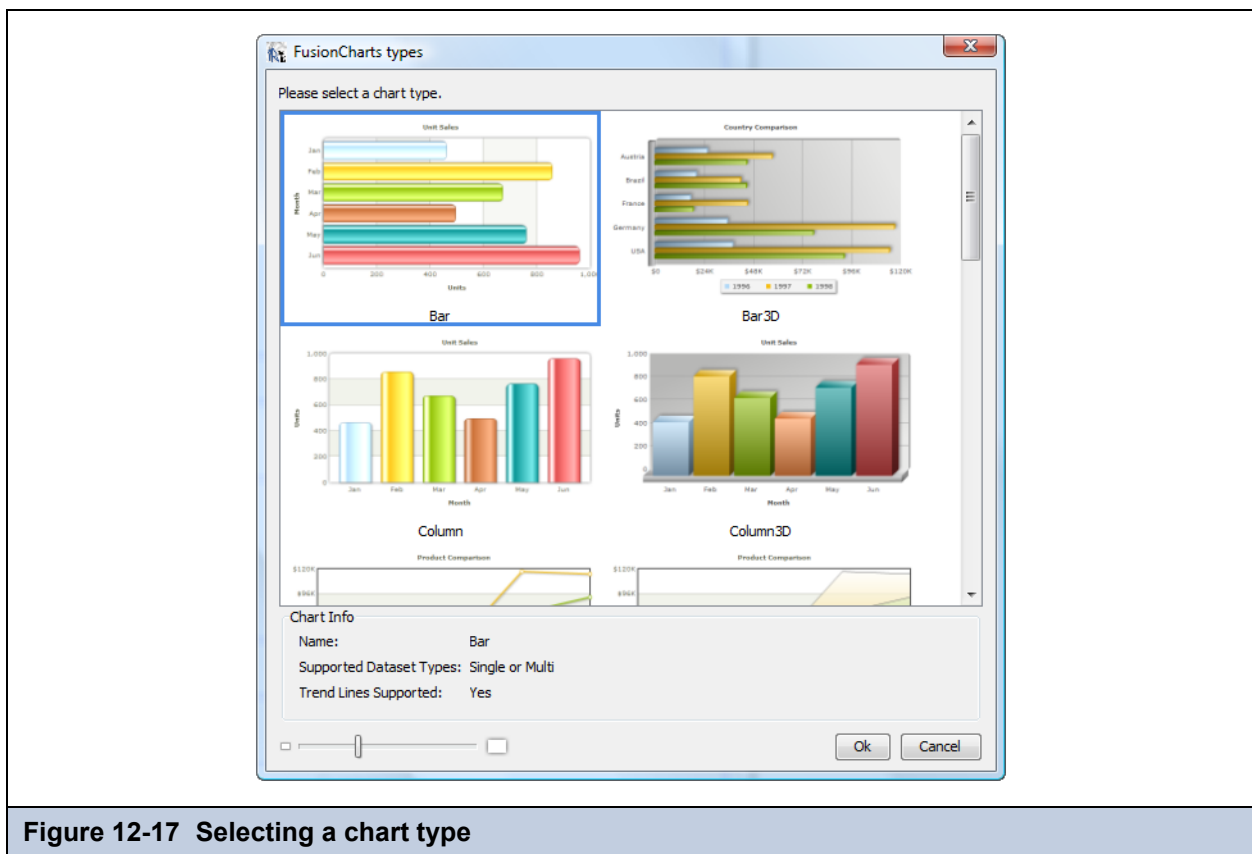 FusionCharts types
Please select a chart type.
Unit Sales
Month
Jan
Feb
Mar
Apr
May
Jun
0 200 400 600 800 1,00
Units
Bar
Country Comparison
Austria
Brazil
France
Germany
USA
$0 $24K $48K $72K $96K $120K
1996 1997 1998
Bar3D
Unit Sales
Units
1,000
800
600
400
200
0
Jan Feb Mar Apr May Jun
Month
Column
Unit Sales
Units
1,000
800
600
400
200
0
Jan Feb Mar Apr May Jun
Month
Column3D
Product Comparison
$120K
$96K
Product Comparison
$120K
$96K
Chart Info
Name: Bar
Supported Dataset Types: Single or Multi
Trend Lines Supported: Yes
Ok Cancel
Figure 12-17 Selecting a chart type